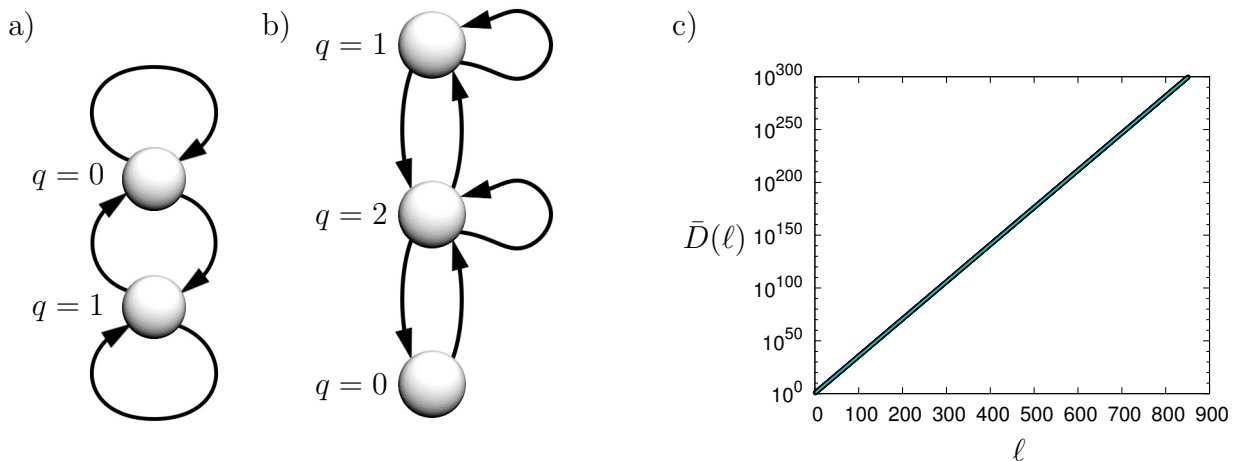 a)
q = 0
q = 1
b)
q = 1
q = 2
q = 0
c)
10^300
10^250
10^200
10^150
10^100
10^50
10^0
D̄(ℓ)
0 100 200 300 400 500 600 700 800 900
ℓ